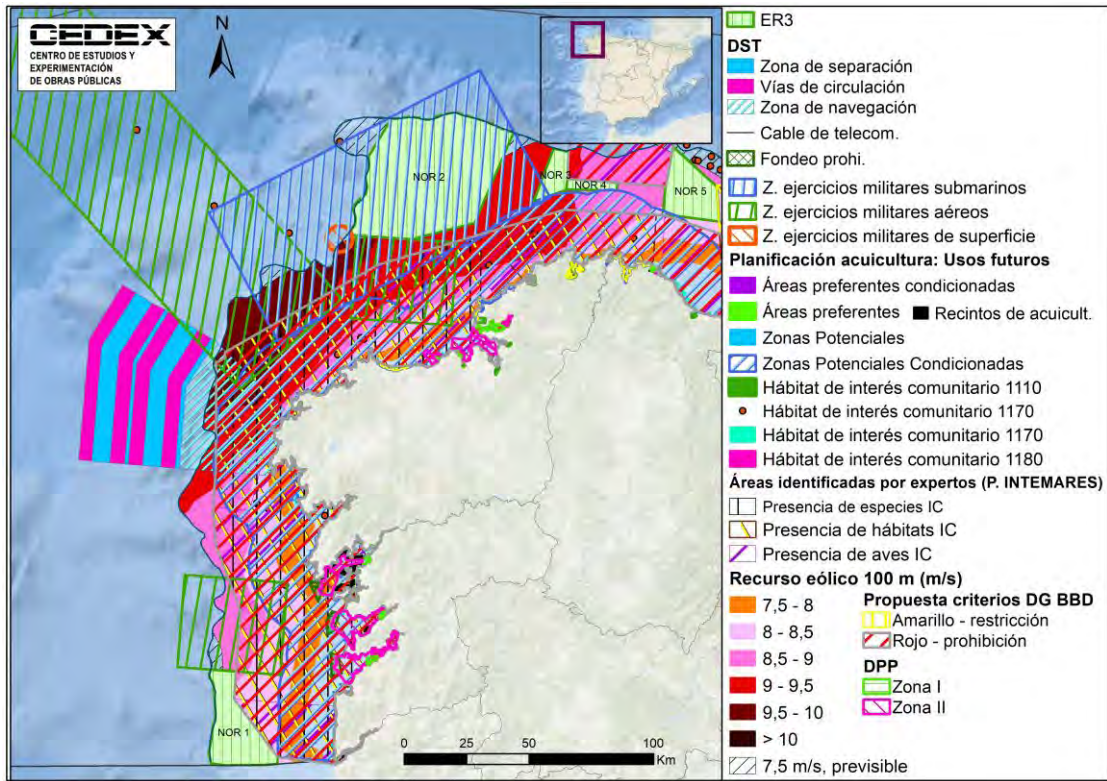 CEDEX
CENTRO DE ESTUDIOS Y
EXPERIMENTACIÓN
DE OBRAS PÚBLICAS
N
NOR 2
NOR 3
NOR 4
NOR 5
NOR 1
0 25 50 100
Km
ER3
DST
Zona de separación
Vías de circulación
Zona de navegación
Cable de telecom.
Fondeo prohi.
Z. ejercicios militares submarinos
Z. ejercicios militares aéreos
Z. ejercicios militares de superficie
Planificación acuicultura: Usos futuros
Áreas preferentes condicionadas
Áreas preferentes
Recintos de acuicult.
Zonas Potenciales
Zonas Potenciales Condicionadas
Hábitat de interés comunitario 1110
Hábitat de interés comunitario 1170
Hábitat de interés comunitario 1170
Hábitat de interés comunitario 1180
Áreas identificadas por expertos (P. INTEMARES)
Presencia de especies IC
Presencia de hábitats IC
Presencia de aves IC
Recurso eólico 100 m (m/s)
7,5 - 8
8 - 8,5
8,5 - 9
9 - 9,5
9,5 - 10
> 10
7,5 m/s, previsible
Propuesta criterios DG BBD
Amarillo - restricción
Rojo - prohibición
DPP
Zona I
Zona II